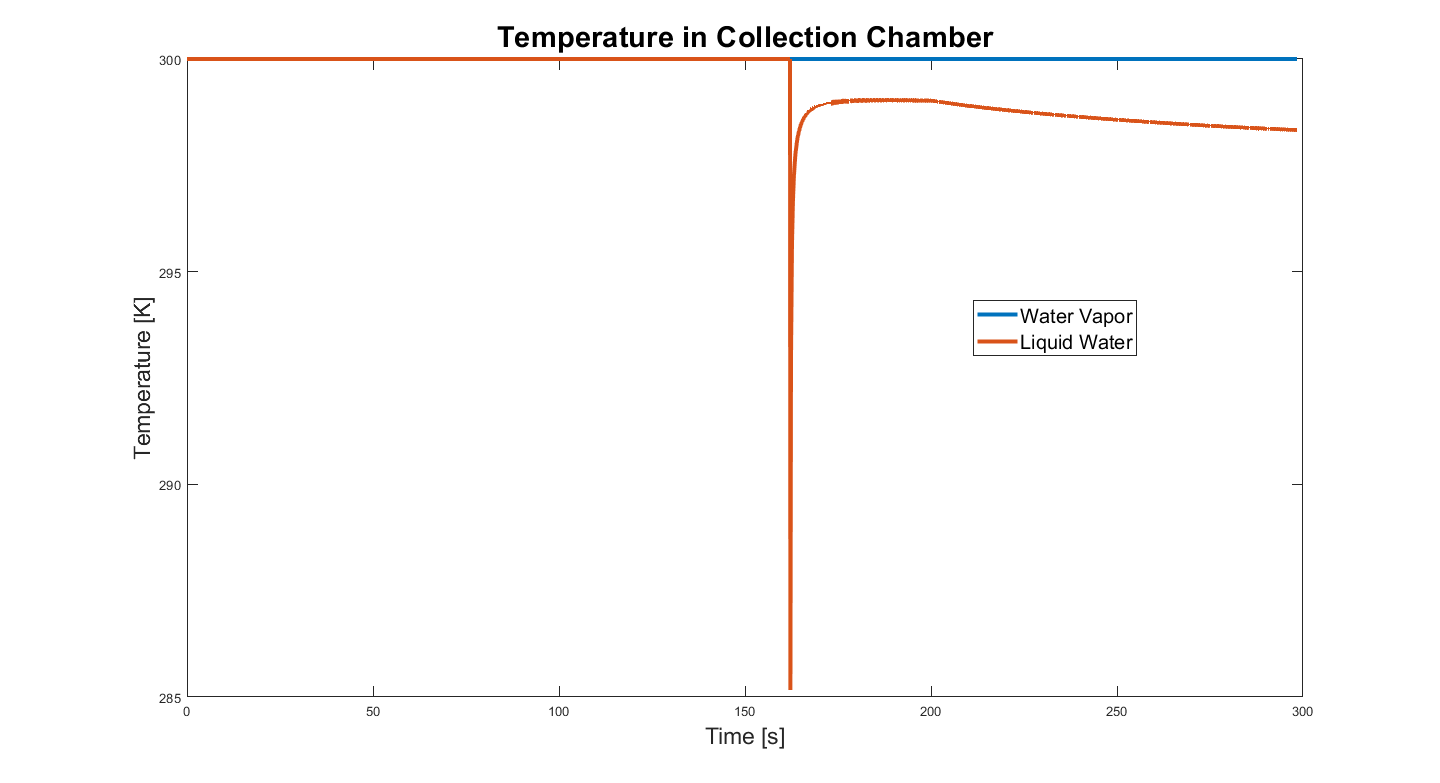 Temperature in Collection Chamber
300
295
290
285
Temperature [K]
Water Vapor
Liquid Water
0 50 100 150 200 250 300
Time [s]